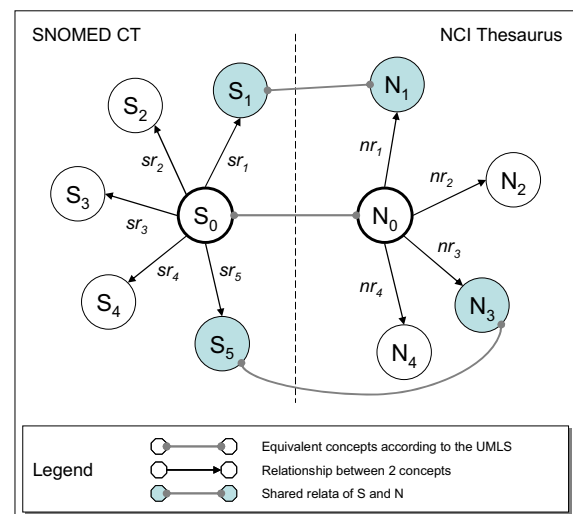 SNOMED CT
NCI Thesaurus
S1
N1
S2
sr2
sr1
nr1
nr2
N2
S3
sr3
S0
N0
nr3
sr4
sr5
nr4
S4
N3
S5
N4
Legend
Equivalent concepts according to the UMLS
Relationship between 2 concepts
Shared relata of S and N